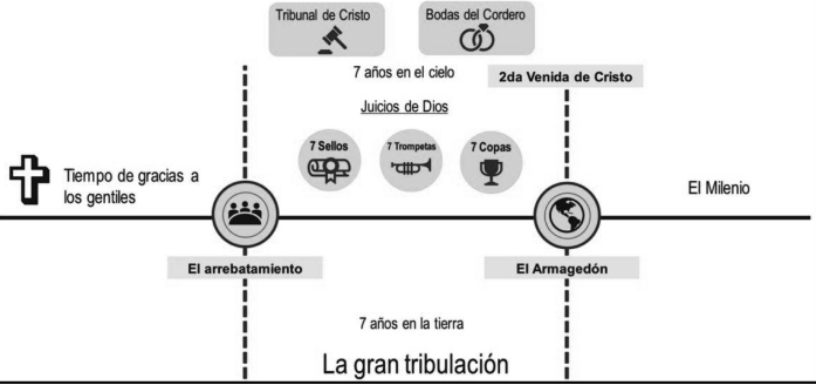 Tribunal de Cristo
Bodas del Cordero
7 años en el cielo
2da Venida de Cristo
Juicios de Dios
7 Sellos
7 Trompetas
7 Copas
Tiempo de gracias a
los gentiles
El Milenio
El arrebatamiento
El Armagedón
7 años en la tierra
La gran tribulación